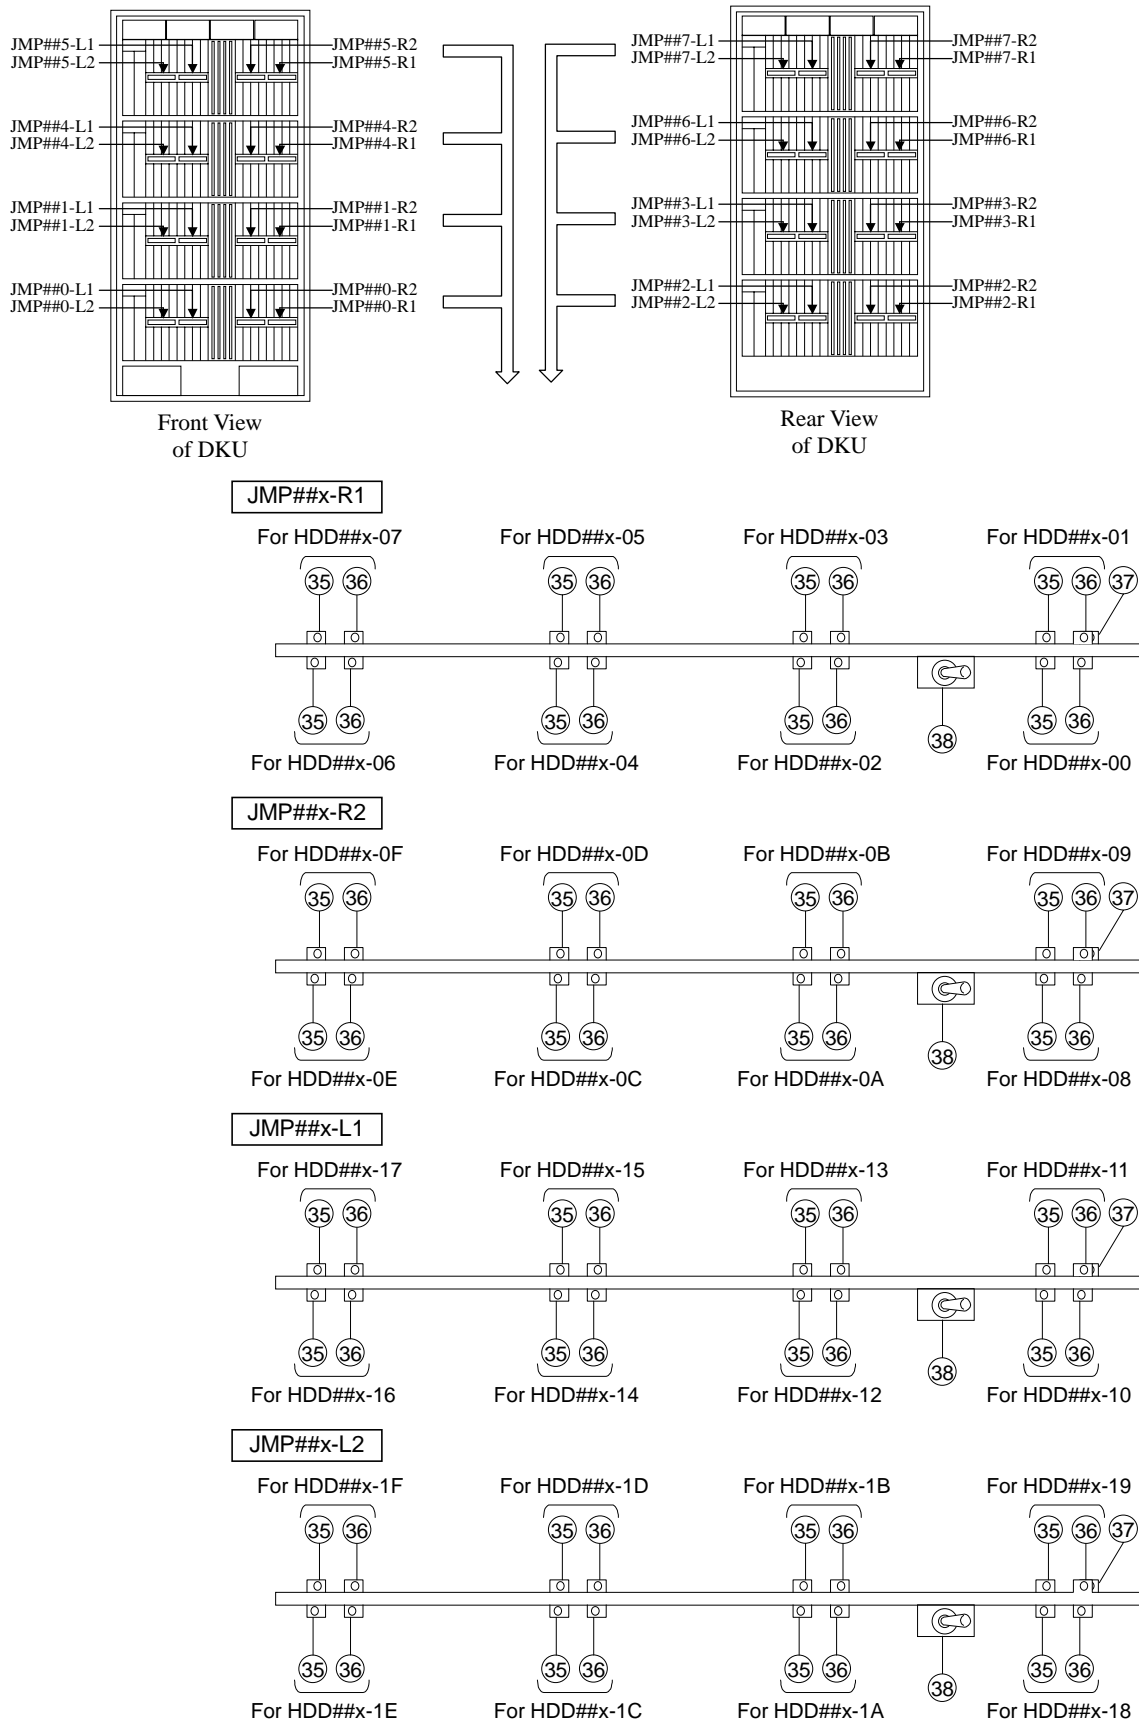 JMP##5-L1
JMP##5-L2
JMP##5-R2
JMP##5-R1
JMP##4-L1
JMP##4-L2
JMP##4-R2
JMP##4-R1
JMP##1-L1
JMP##1-L2
JMP##1-R2
JMP##1-R1
JMP##0-L1
JMP##0-L2
JMP##0-R2
JMP##0-R1
Front View
of DKU
JMP##7-L1
JMP##7-L2
JMP##7-R2
JMP##7-R1
JMP##6-L1
JMP##6-L2
JMP##6-R2
JMP##6-R1
JMP##3-L1
JMP##3-L2
JMP##3-R2
JMP##3-R1
JMP##2-L1
JMP##2-L2
JMP##2-R2
JMP##2-R1
Rear View
of DKU
JMP##x-R1
For HDD##x-07 For HDD##x-05 For HDD##x-03 For HDD##x-01
35 36 35 36 35 36 35 36 37
35 36 35 36 35 36 38 35 36
For HDD##x-06 For HDD##x-04 For HDD##x-02 For HDD##x-00
JMP##x-R2
For HDD##x-0F For HDD##x-0D For HDD##x-0B For HDD##x-09
35 36 35 36 35 36 35 36 37
35 36 35 36 35 36 38 35 36
For HDD##x-0E For HDD##x-0C For HDD##x-0A For HDD##x-08
JMP##x-L1
For HDD##x-17 For HDD##x-15 For HDD##x-13 For HDD##x-11
35 36 35 36 35 36 35 36 37
35 36 35 36 35 36 38 35 36
For HDD##x-16 For HDD##x-14 For HDD##x-12 For HDD##x-10
JMP##x-L2
For HDD##x-1F For HDD##x-1D For HDD##x-1B For HDD##x-19
35 36 35 36 35 36 35 36 37
35 36 35 36 35 36 38 35 36
For HDD##x-1E For HDD##x-1C For HDD##x-1A For HDD##x-18